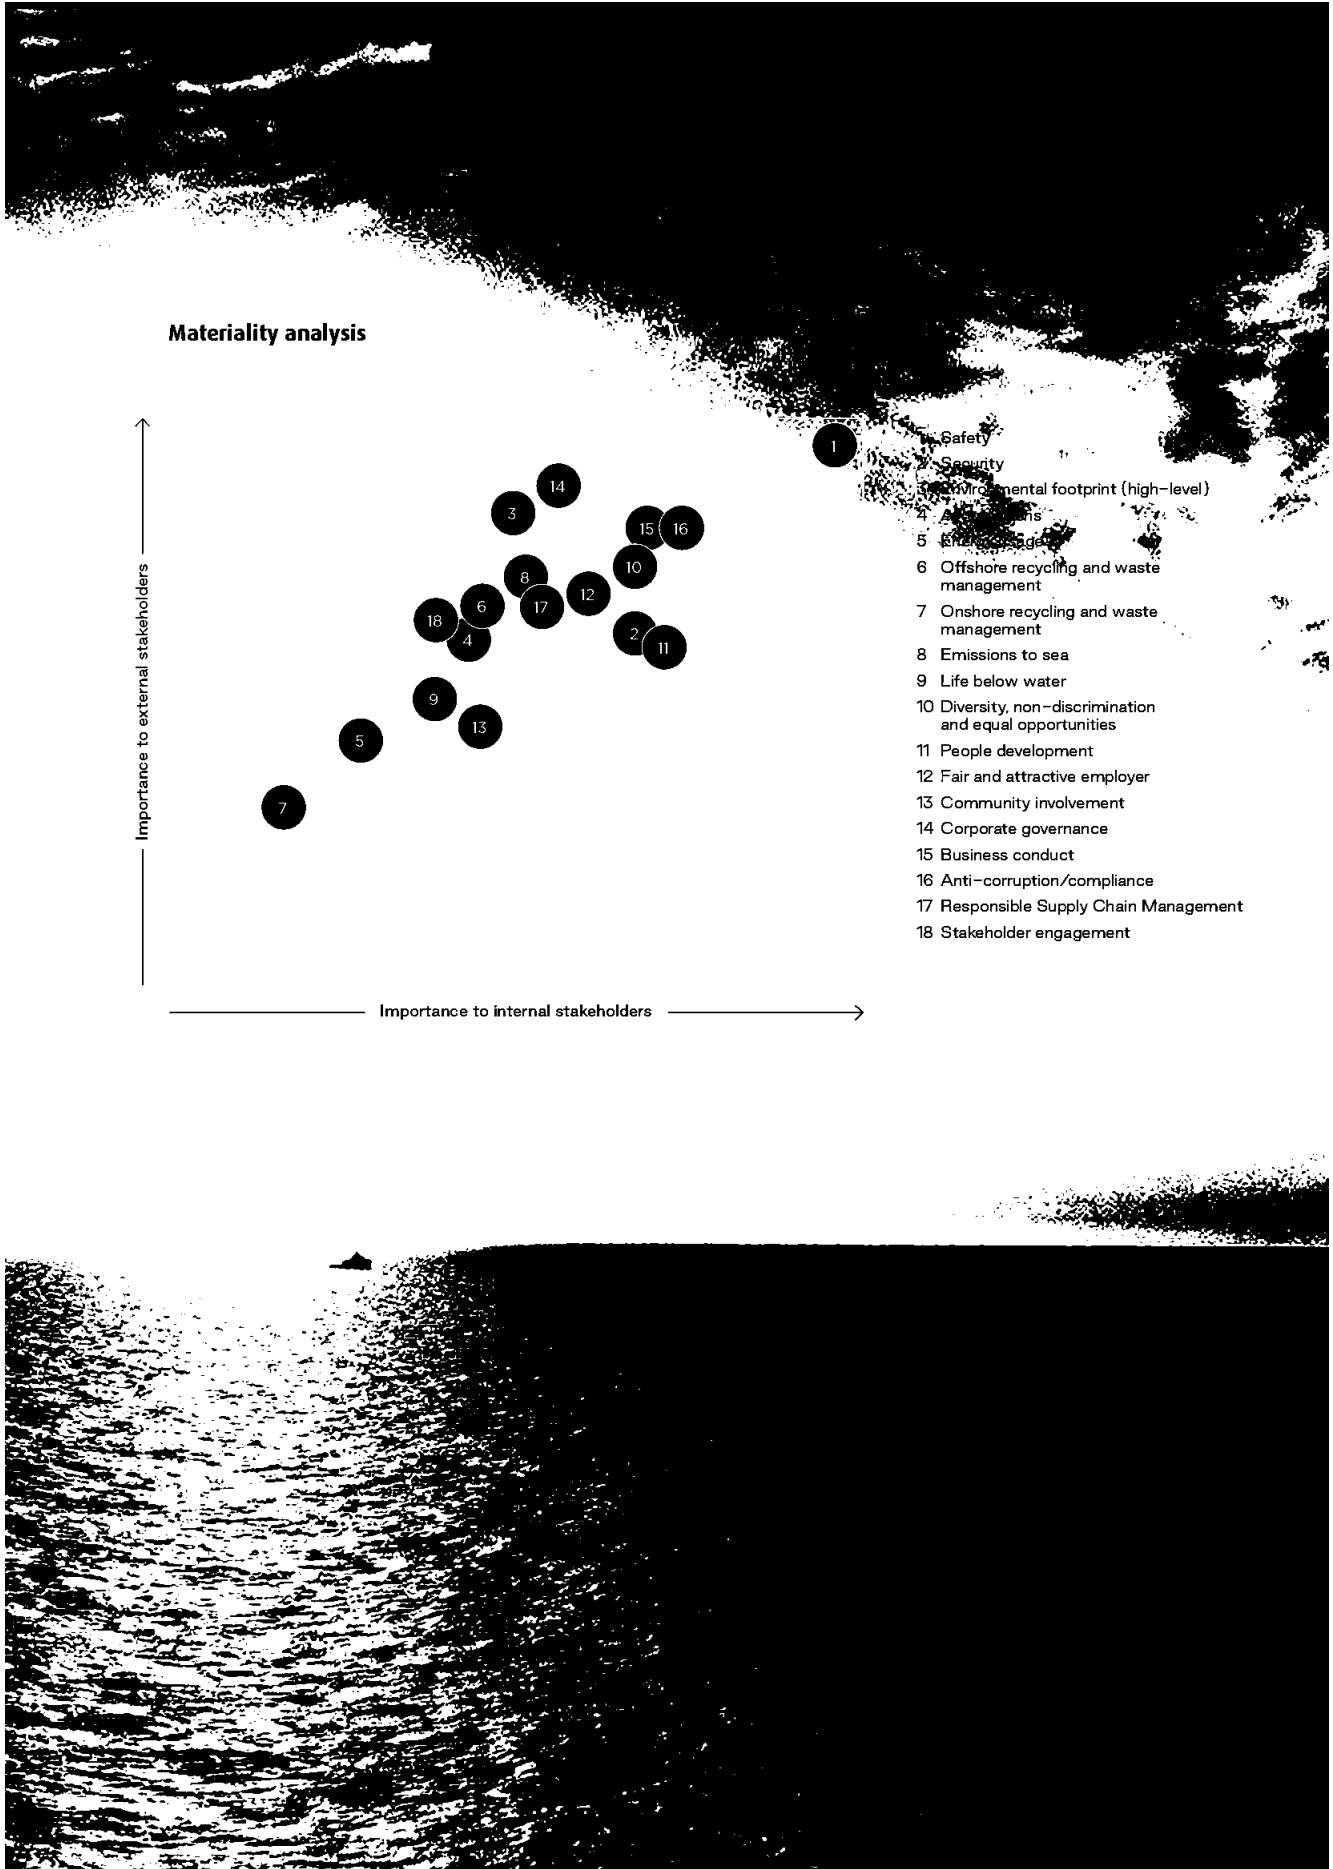 Materiality analysis
Importance to external stakeholders
1
14
3
15
16
10
8
12
6
17
18
4
2
11
9
13
5
7
Safety
Security
Environmental footprint (high-level)
4
5
6 Offshore recycling and waste
management
7 Onshore recycling and waste
management
8 Emissions to sea
9 Life below water
10 Diversity, non-discrimination
and equal opportunities
11 People development
12 Fair and attractive employer
13 Community involvement
14 Corporate governance
15 Business conduct
16 Anti-corruption/compliance
17 Responsible Supply Chain Management
18 Stakeholder engagement
Importance to internal stakeholders